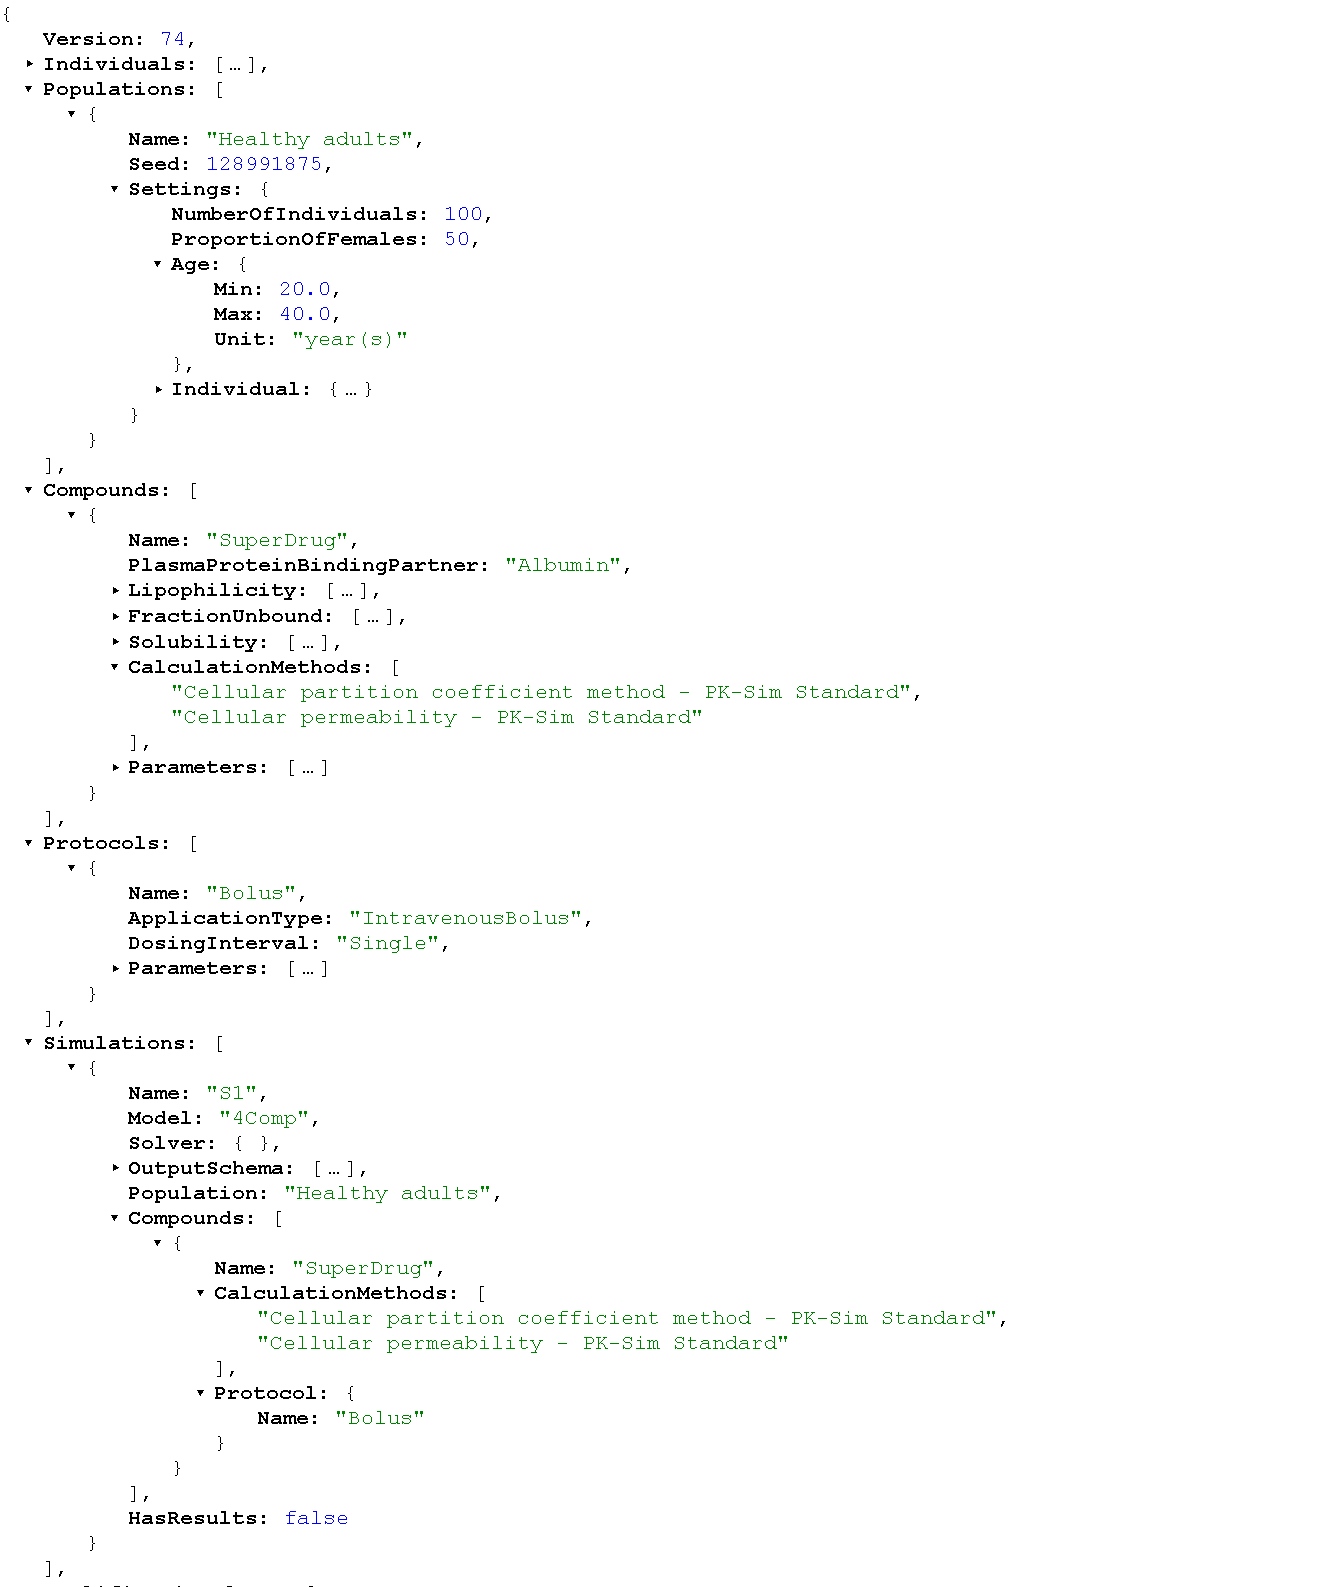 {
Version: 74,
▸ Individuals: […],
▾ Populations: [
▾ {
Name: "Healthy adults",
Seed: 128991875,
▾ Settings: {
NumberOfIndividuals: 100,
ProportionOfFemales: 50,
▾ Age: {
Min: 20.0,
Max: 40.0,
Unit: "year(s)"
},
▸ Individual: {…}
}
}
],
▾ Compounds: [
▾ {
Name: "SuperDrug",
PlasmaProteinBindingPartner: "Albumin",
▸ Lipophilicity: […],
▸ FractionUnbound: […],
▸ Solubility: […],
▾ CalculationMethods: [
"Cellular partition coefficient method - PK-Sim Standard",
"Cellular permeability - PK-Sim Standard"
],
▸ Parameters: […]
}
],
▾ Protocols: [
▾ {
Name: "Bolus",
ApplicationType: "IntravenousBolus",
DosingInterval: "Single",
▸ Parameters: […]
}
],
▾ Simulations: [
▾ {
Name: "S1",
Model: "4Comp",
Solver: { },
▸ OutputSchema: […],
Population: "Healthy adults",
▾ Compounds: [
▾ {
Name: "SuperDrug",
▾ CalculationMethods: [
"Cellular partition coefficient method - PK-Sim Standard",
"Cellular permeability - PK-Sim Standard"
],
▾ Protocol: {
Name: "Bolus"
}
}
],
HasResults: false
}
],